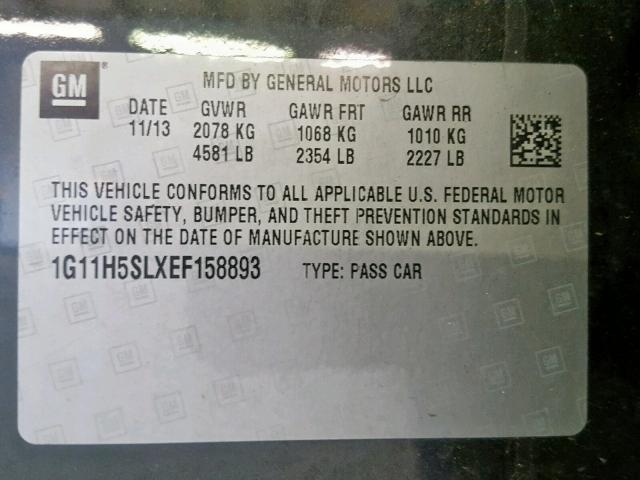 GM ®
MFD BY GENERAL MOTORS LLC
DATE GVWR GAWR FRT GAWR RR
11/13 2078 KG 1068 KG 1010 KG
4581 LB 2354 LB 2227 LB
THIS VEHICLE CONFORMS TO ALL APPLICABLE U.S. FEDERAL MOTOR
VEHICLE SAFETY, BUMPER, AND THEFT PREVENTION STANDARDS IN
EFFECT ON THE DATE OF MANUFACTURE SHOWN ABOVE.
1G11H5SLXEF158893 TYPE: PASS CAR